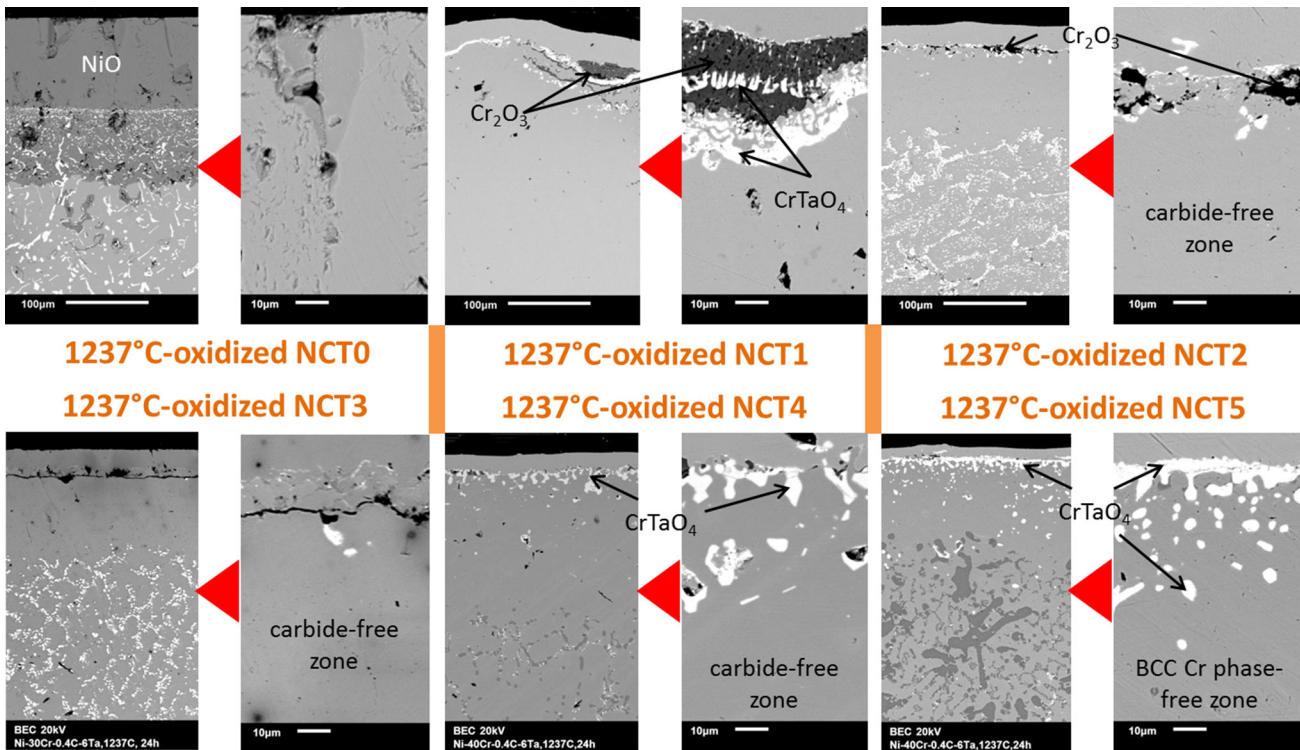 NiO
Cr2O3
CrTaO4
Cr2O3
carbide-free
zone
100µm
10µm
100µm
10µm
100µm
10µm
1237°C-oxidized NCT0
1237°C-oxidized NCT1
1237°C-oxidized NCT2
1237°C-oxidized NCT3
1237°C-oxidized NCT4
1237°C-oxidized NCT5
carbide-free
zone
CrTaO4
carbide-free
zone
CrTaO4
BCC Cr phase-
free zone
BEC 20kV
Ni-30Cr-0.4C-6Ta,1237C, 24h
10µm
BEC 20kV
Ni-40Cr-0.4C-6Ta,1237C, 24h
10µm
BEC 20kV
Ni-40Cr-0.4C-6Ta,1237C, 24h
10µm